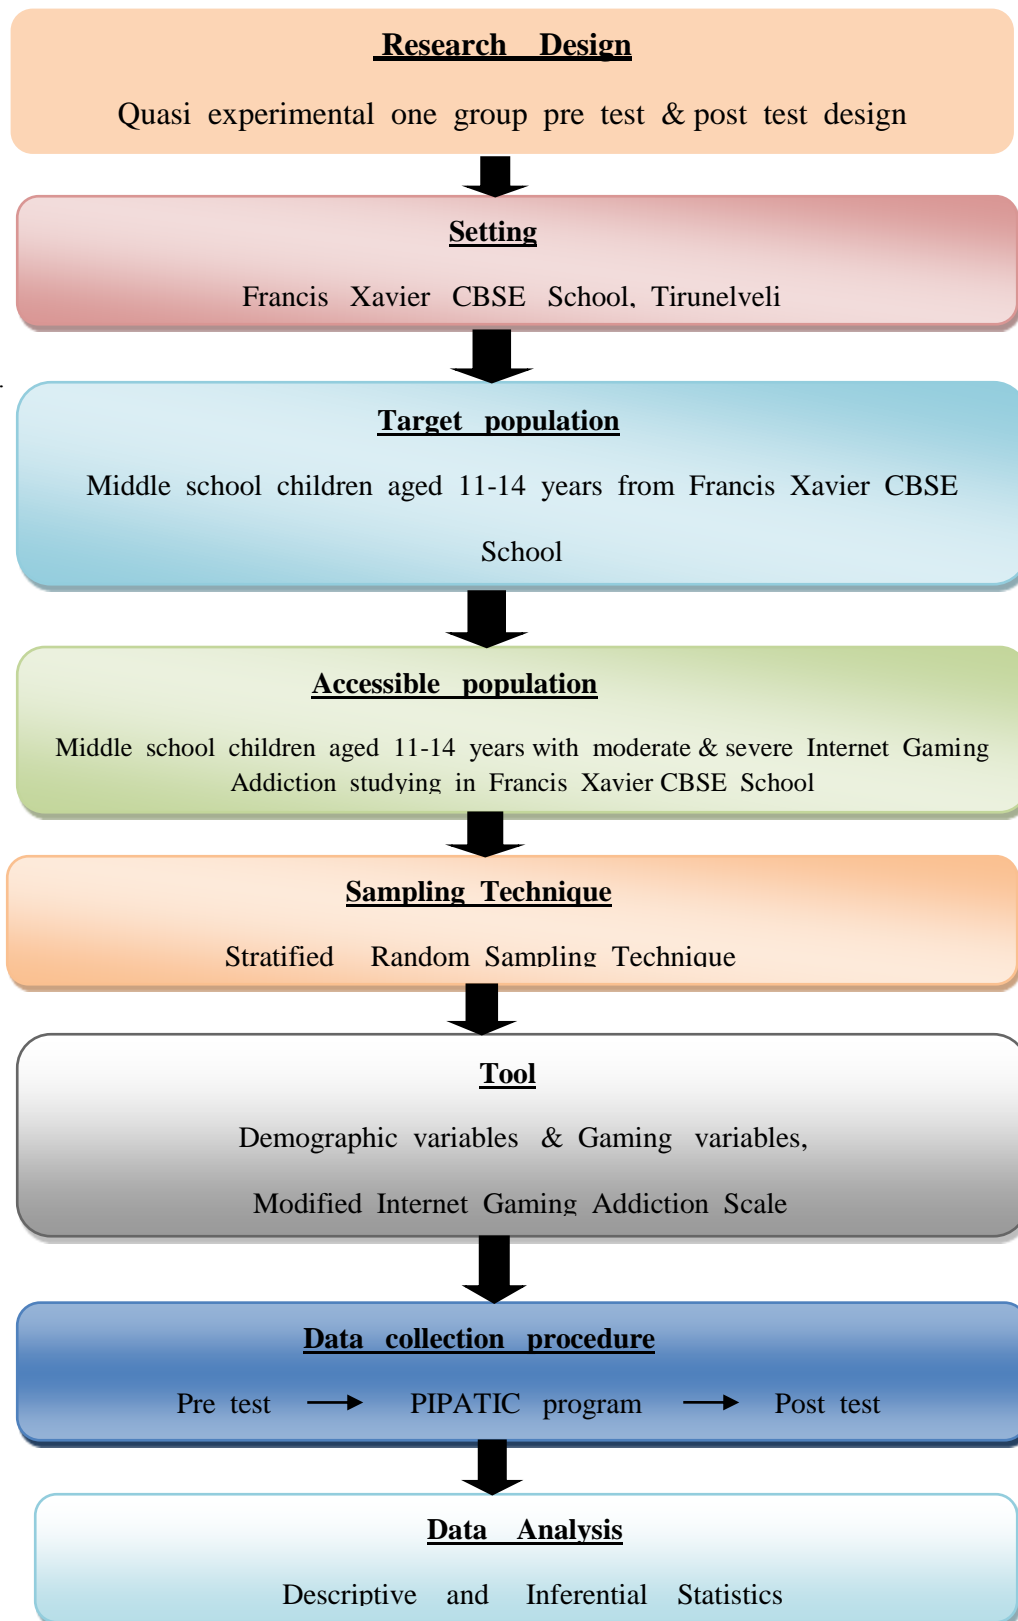 Research Design
Quasi experimental one group pre test & post test design
Setting
Francis Xavier CBSE School, Tirunelveli
Target population
Middle school children aged 11-14 years from Francis Xavier CBSE
School
Accessible population
Middle school children aged 11-14 years with moderate & severe Internet Gaming
Addiction studying in Francis Xavier CBSE School
Sampling Technique
Stratified Random Sampling Technique
Tool
Demographic variables & Gaming variables,
Modified Internet Gaming Addiction Scale
Data collection procedure
Pre test → PIPATIC program → Post test
Data Analysis
Descriptive and Inferential Statistics